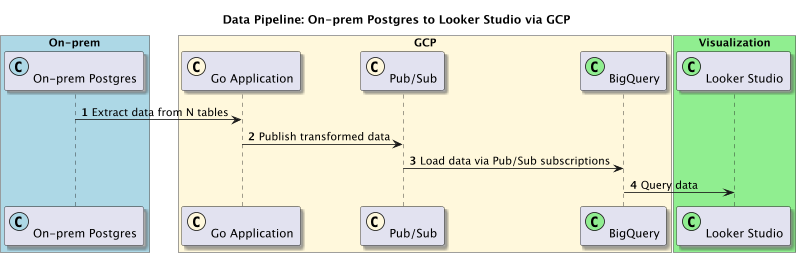 Data Pipeline: On-prem Postgres to Looker Studio via GCP
On-prem
GCP
Visualization
C On-prem Postgres
C Go Application
C Pub/Sub
C BigQuery
C Looker Studio
1 Extract data from N tables
2 Publish transformed data
3 Load data via Pub/Sub subscriptions
4 Query data
C On-prem Postgres
C Go Application
C Pub/Sub
C BigQuery
C Looker Studio